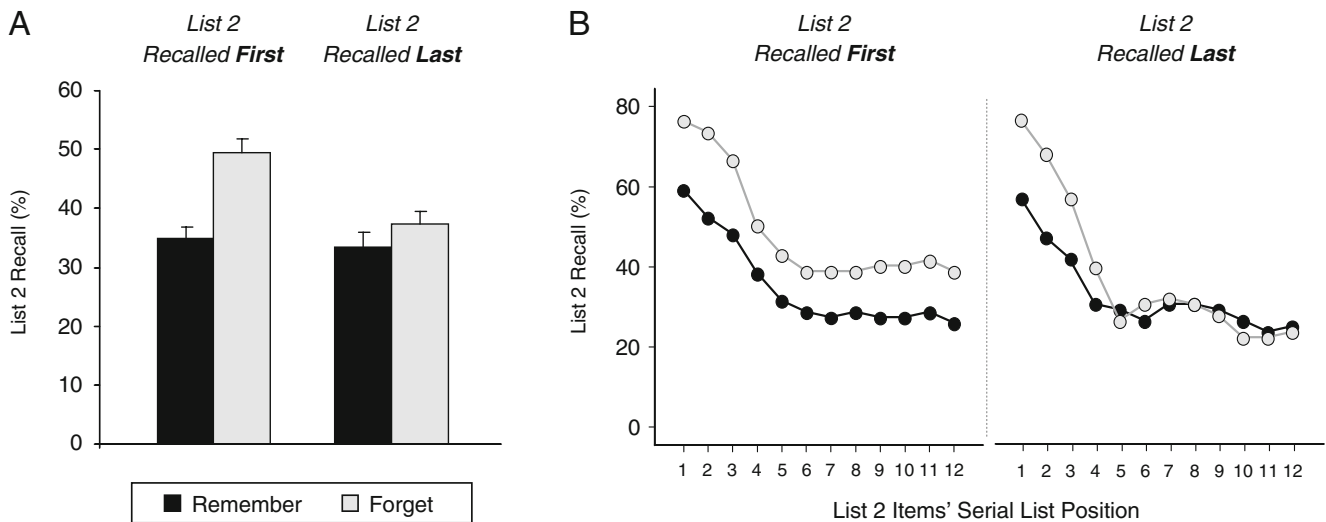 A
List 2
Recalled First
List 2
Recalled Last
60
50
40
30
20
10
0
List 2 Recall (%)
Remember
Forget
B
List 2
Recalled First
List 2
Recalled Last
80
60
40
20
0
List 2 Recall (%)
1 2 3 4 5 6 7 8 9 10 11 12
1 2 3 4 5 6 7 8 9 10 11 12
List 2 Items’ Serial List Position